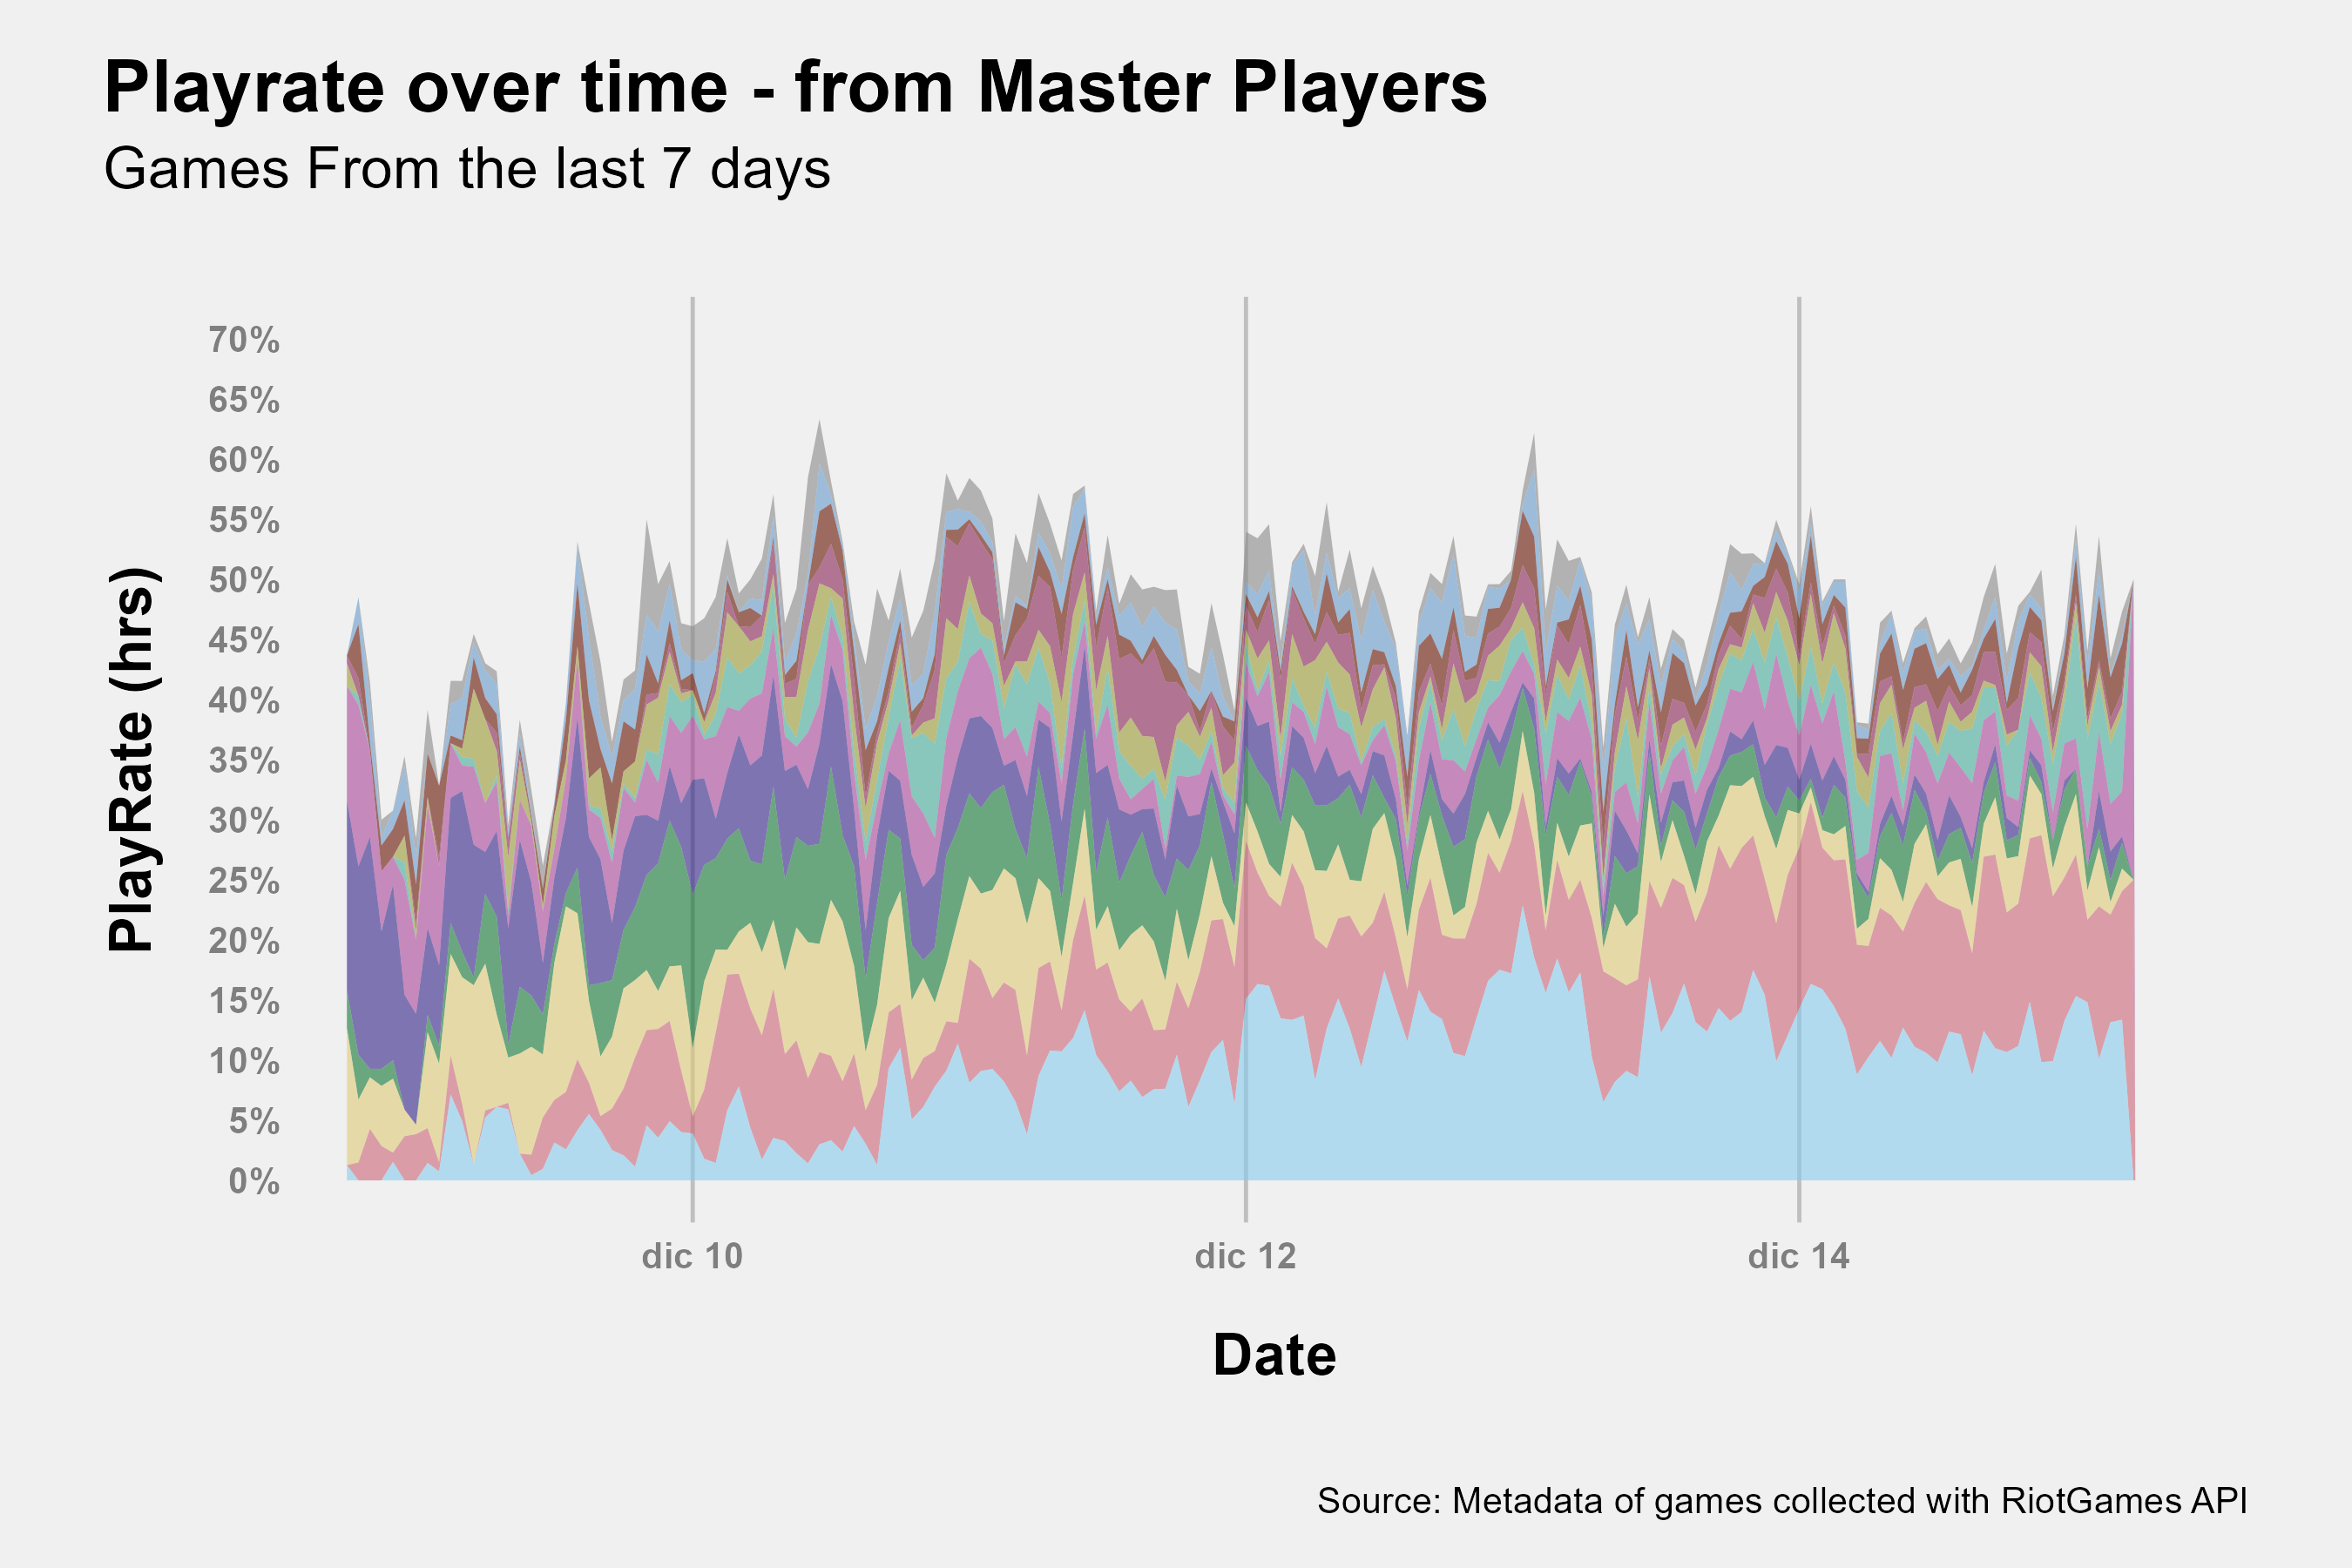 Playrate over time - from Master Players
Games From the last 7 days
PlayRate (hrs)
70%
65%
60%
55%
50%
45%
40%
35%
30%
25%
20%
15%
10%
5%
0%
dic 10
dic 12
dic 14
Date
Source: Metadata of games collected with RiotGames API